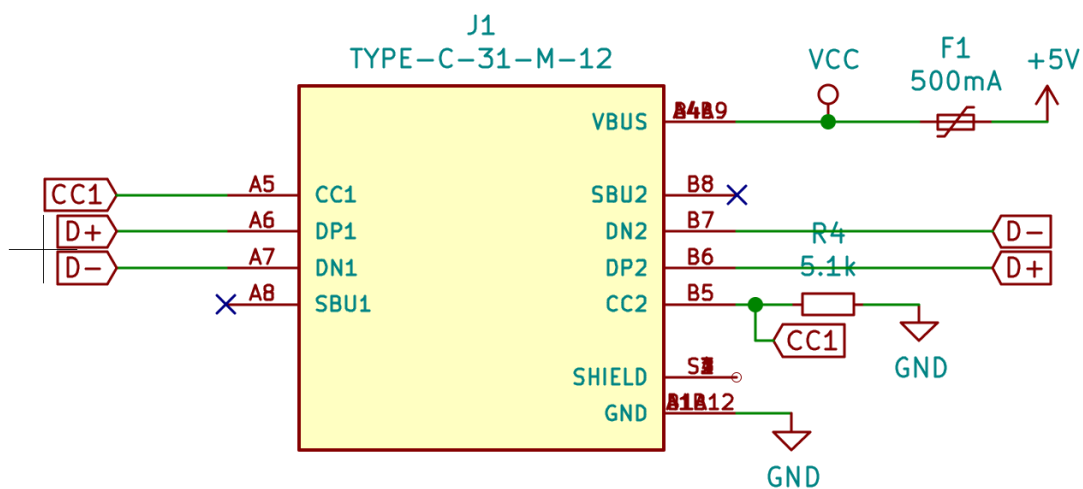 J1
TYPE-C-31-M-12
VCC
F1
500mA
+5V
VBUS
CC1
A5
CC1
SBU2
B8
D+
A6
DP1
DN2
B7
R4
D-
D-
A7
DN1
DP2
B6
5.1k
D+
A8
SBU1
CC2
B5
CC1
GND
SHIELD
GND
GND